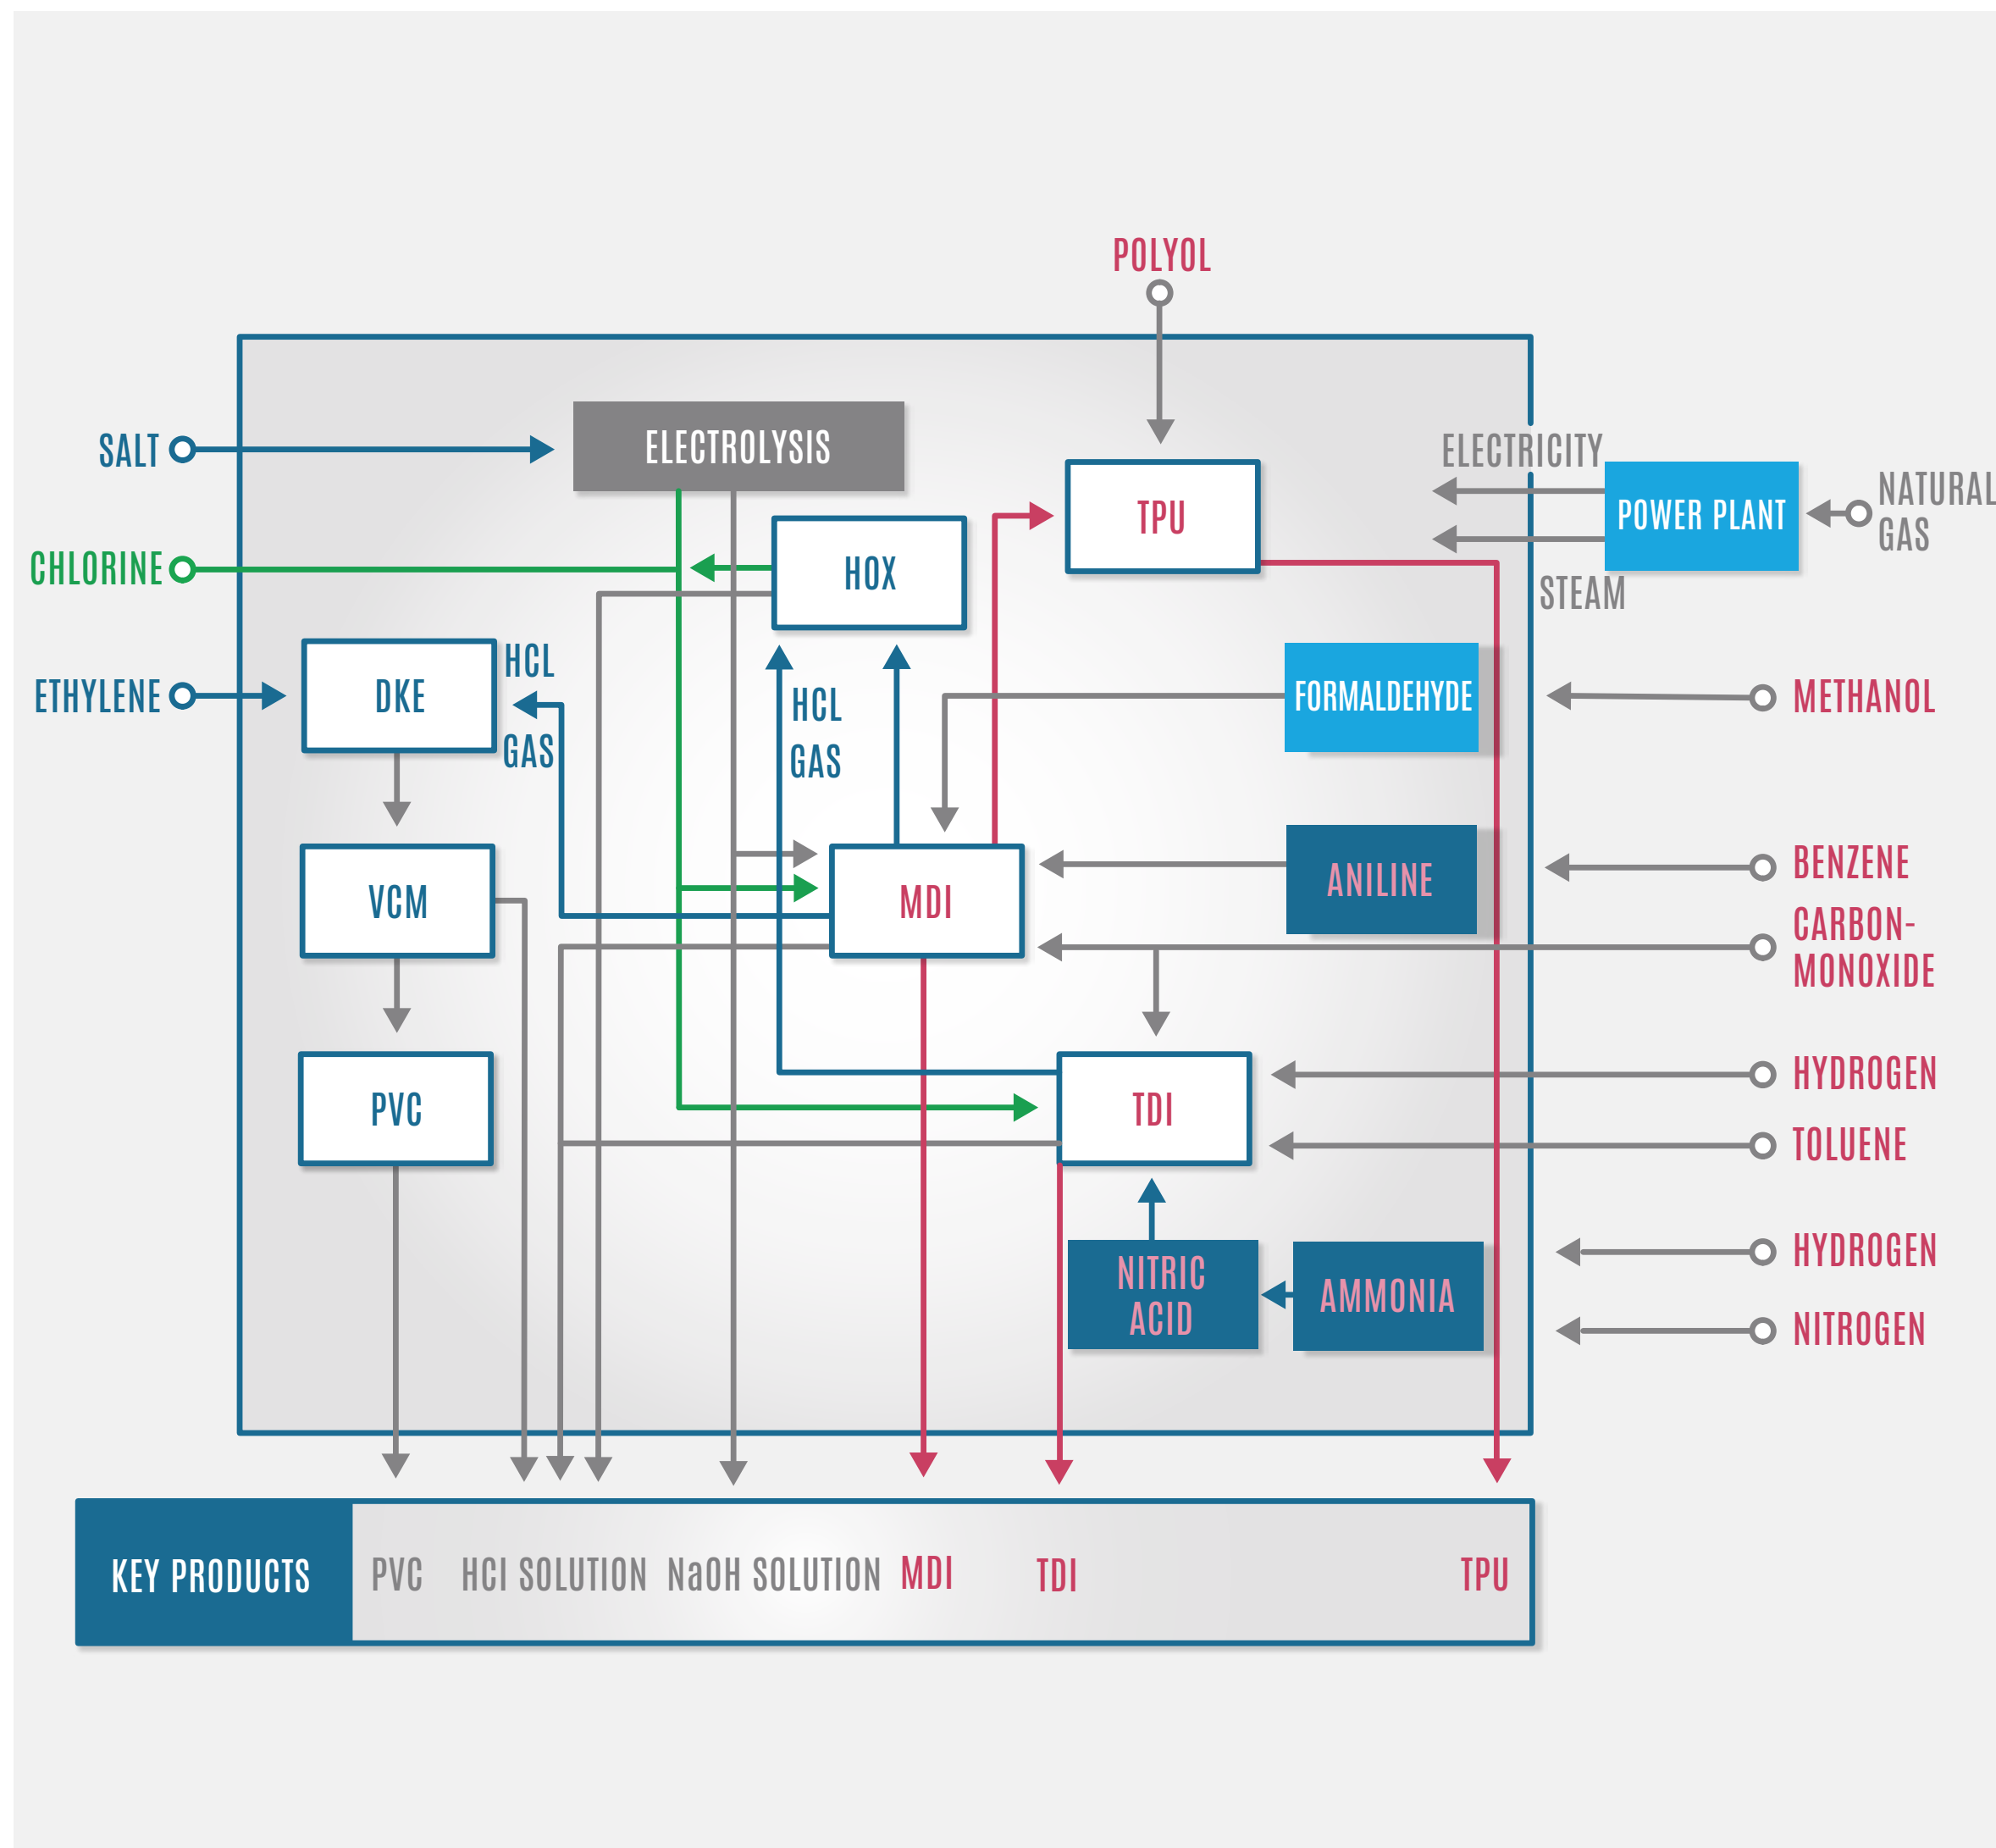 POLYOL
SALT
ELECTROLYSIS
ELECTRICITY
TPU
POWER PLANT
NATURAL
GAS
CHLORINE
HOX
STEAM
ETHYLENE
DKE
HCL
GAS
HCL
GAS
FORMALDEHYDE
METHANOL
VCM
MDI
ANILINE
BENZENE
CARBON-
MONOXIDE
PVC
TDI
HYDROGEN
TOLUENE
NITRIC
ACID
AMMONIA
HYDROGEN
NITROGEN
KEY PRODUCTS
PVC
HCl SOLUTION
NaOH SOLUTION
MDI
TDI
TPU